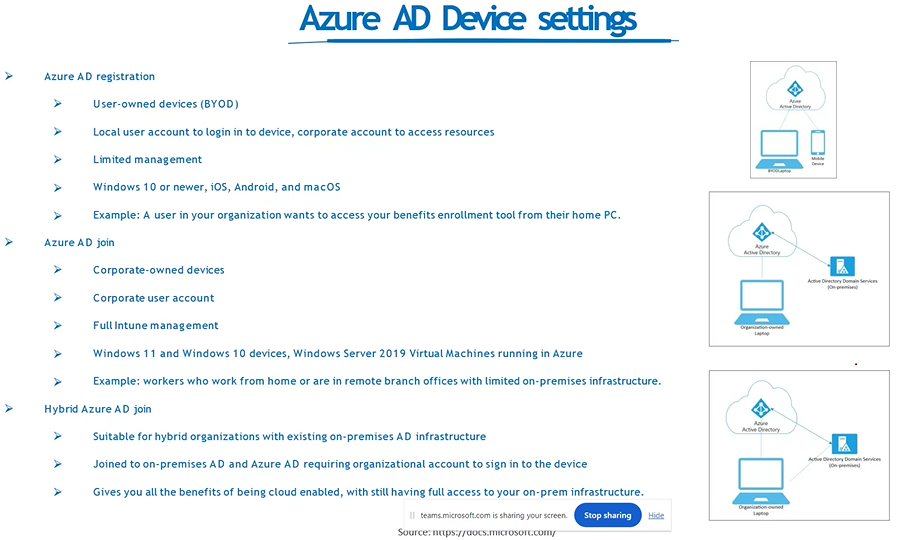 Azure AD Device settings
Azure AD registration
User-owned devices (BYOD)
Local user account to login in to device, corporate account to access resources
Limited management
Windows 10 or newer, iOS, Android, and macOS
Example: A user in your organization wants to access your benefits enrollment tool from their home PC.
Azure AD join
Corporate-owned devices
Corporate user account
Full Intune management
Windows 11 and Windows 10 devices, Windows Server 2019 Virtual Machines running in Azure
Example: workers who work from home or are in remote branch offices with limited on-premises infrastructure.
Hybrid Azure AD join
Suitable for hybrid organizations with existing on-premises AD infrastructure
Joined to on-premises AD and Azure AD requiring organizational account to sign in to the device
Gives you all the benefits of being cloud enabled, with still having full access to your on-prem infrastructure.
Azure
Active Directory
Mobile
Device
BYOD Laptop
Azure
Active Directory
Active Directory Domain Services
(On-premises)
Organization-owned
Laptop
Azure
Active Directory
Active Directory Domain Services
(On-premises)
Organization-owned
Laptop
teams.microsoft.com is sharing your screen.
Stop sharing
Hide
Source: https://docs.microsoft.com/